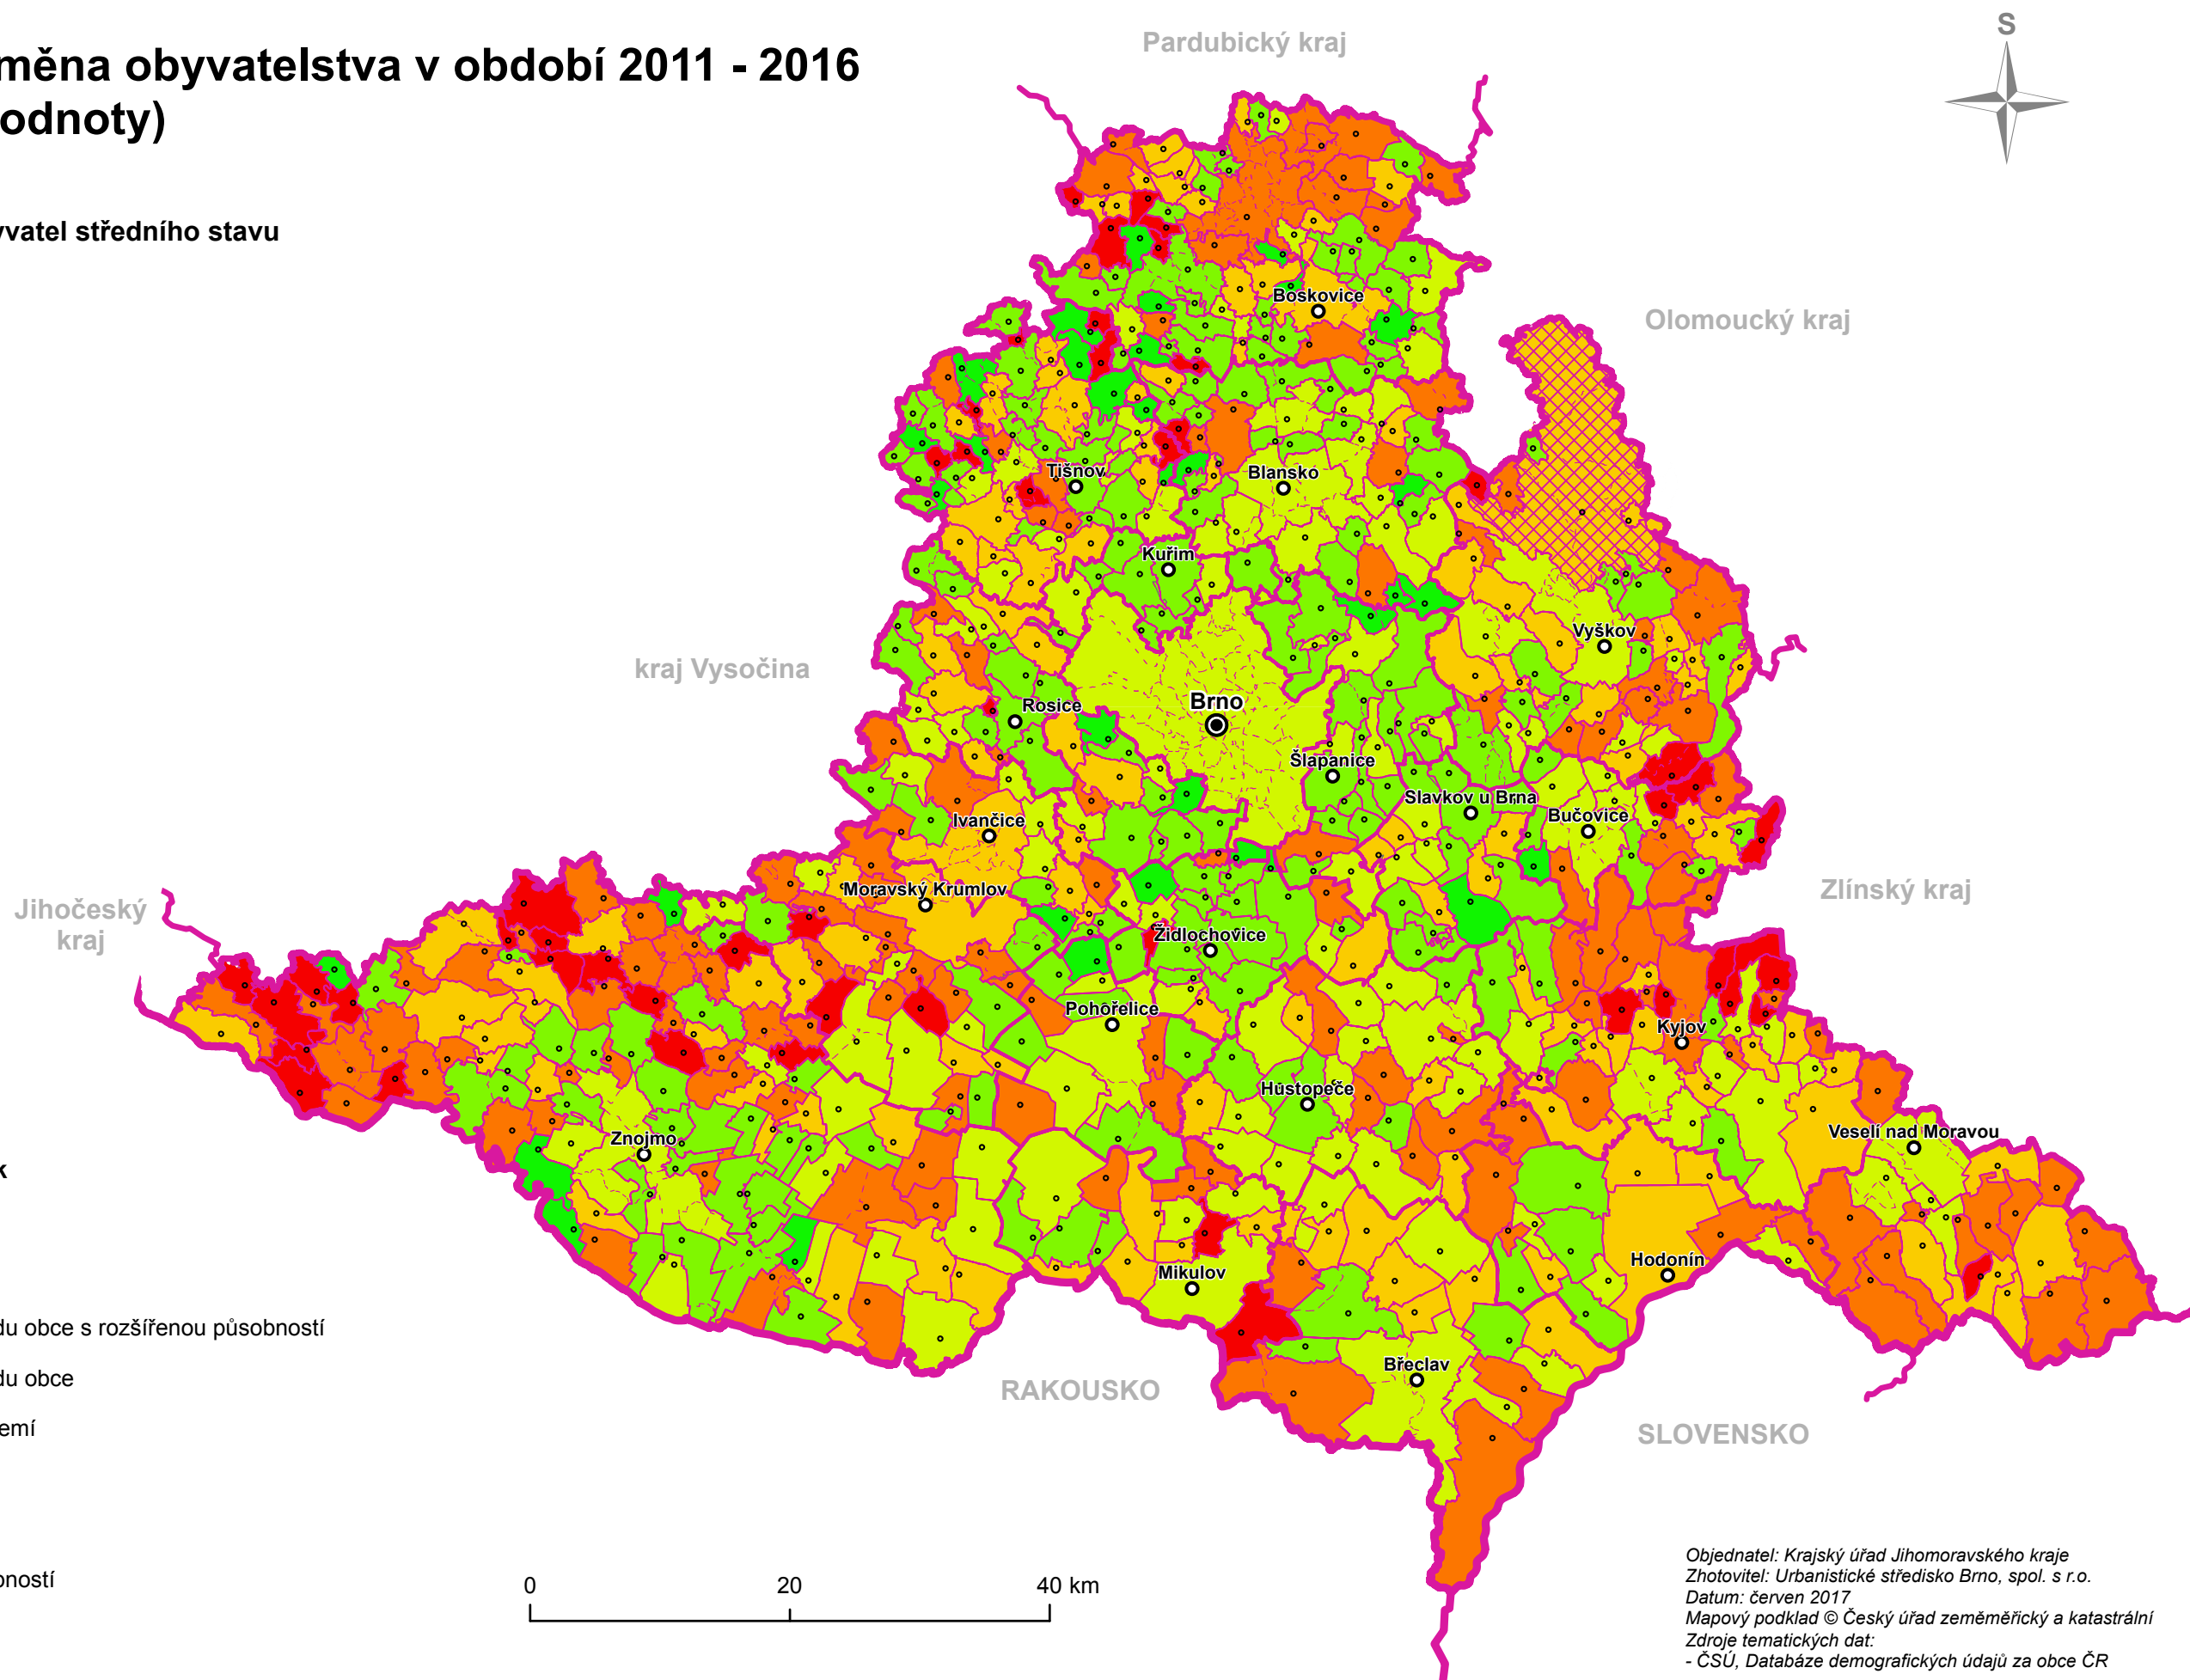 měna obyvatelstva v období 2011 - 2016
odnoty)
yvatel středního stavu
S
Pardubický kraj
Olomoucký kraj
kraj Vysočina
Jihočeský
kraj
Zlínský kraj
RAKOUSKO
SLOVENSKO
Boskovice
Tišnov
Blansko
Kuřim
Vyškov
Brno
Rosice
Šlapanice
Slavkov u Brna
Bučovice
Ivančice
Moravský Krumlov
Židlochovice
Pohořelice
Kyjov
Hustopeče
Znojmo
Veselí nad Moravou
Mikulov
Hodonín
Břeclav
k
du obce s rozšířenou působností
du obce
emí
ností
0
20
40 km
Objednatel: Krajský úřad Jihomoravského kraje
Zhotovitel: Urbanistické středisko Brno, spol. s r.o.
Datum: červen 2017
Mapový podklad © Český úřad zeměměřický a katastrální
Zdroje tematických dat:
- ČSÚ, Databáze demografických údajů za obce ČR